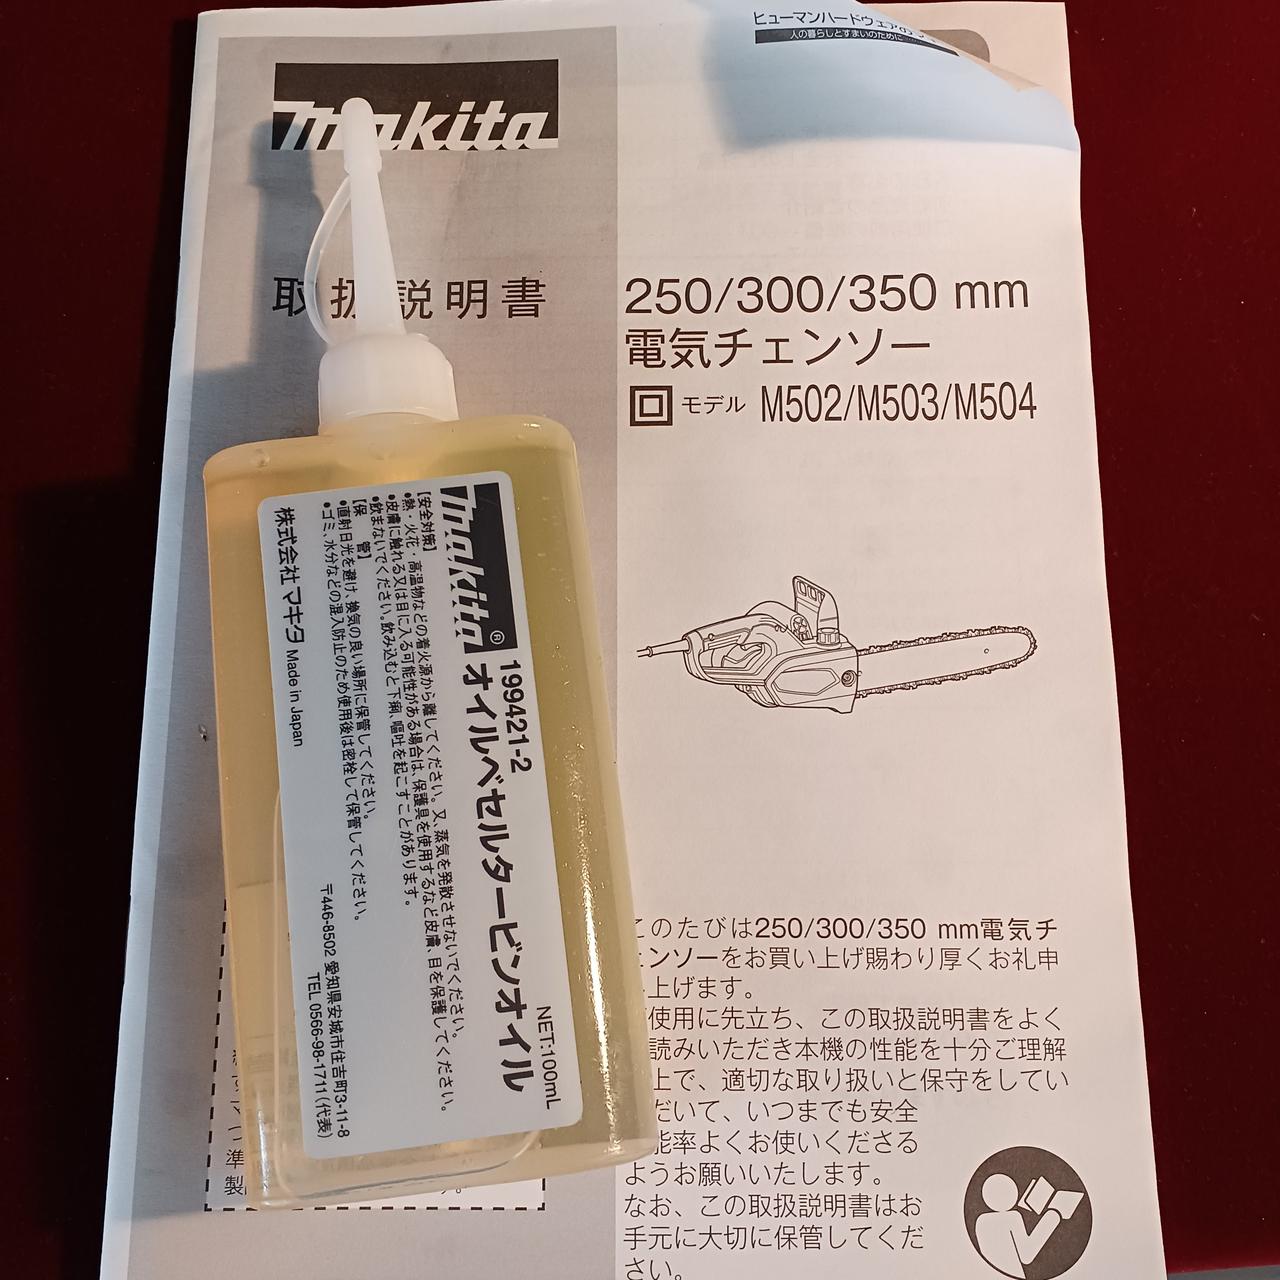 ヒューマンハードウェアの
人の暮らしとすまいのために
makita
取扱説明書
250/300/350 mm
電気チェンソー
モデル M502/M503/M504
makita®
199421-2
オイルベセルタービンオイル
NET:100mL
【安全対策】
●熱・火花・高温物などの着火源から離してください。又、蒸気を発散させないでください。
●皮膚に触れる又は目に入る可能性がある場合は、保護具を使用するなど皮膚、目を保護してください。
●飲まないでください。飲み込むと下痢、嘔吐を起こすことがあります。
【保　管】
●直射日光を避け、換気の良い場所に保管してください。
●ゴミ、水分などの混入防止のため使用後は密栓して保管してください。
株式会社 マキタ Made in Japan
〒446-8502 愛知県安城市住吉町3-11-8
TEL 0566-98-1711(代表)
このたびは250/300/350 mm電気チ
ェンソーをお買い上げ賜わり厚くお礼申
し上げます。
使用に先立ち、この取扱説明書をよく
読みいただき本機の性能を十分ご理解
上で、適切な取り扱いと保守をしてい
だいて、いつまでも安全
能率よくお使いくださる
ようお願いいたします。
なお、この取扱説明書はお
手元に大切に保管してくだ
さい。
準
製